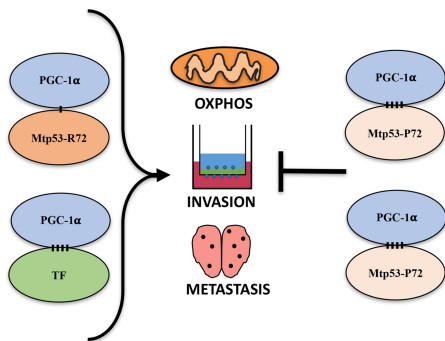 PGC-1α
Mtp53-R72
PGC-1α
TF
OXPHOS
INVASION
METASTASIS
PGC-1α
Mtp53-P72
PGC-1α
Mtp53-P72